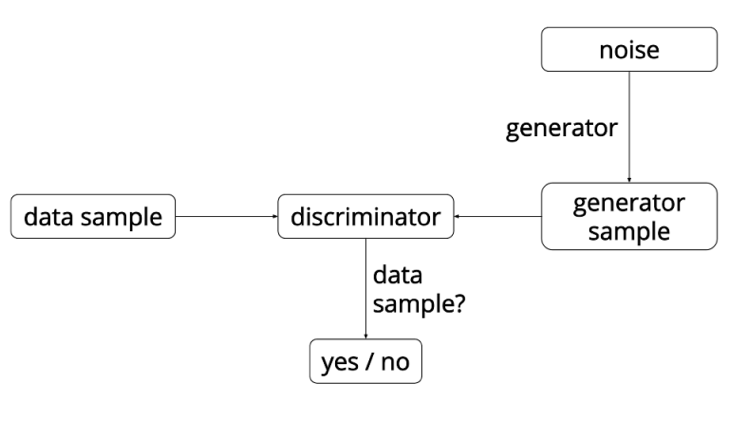 noise
generator
data sample
discriminator
generator
sample
data
sample?
yes / no